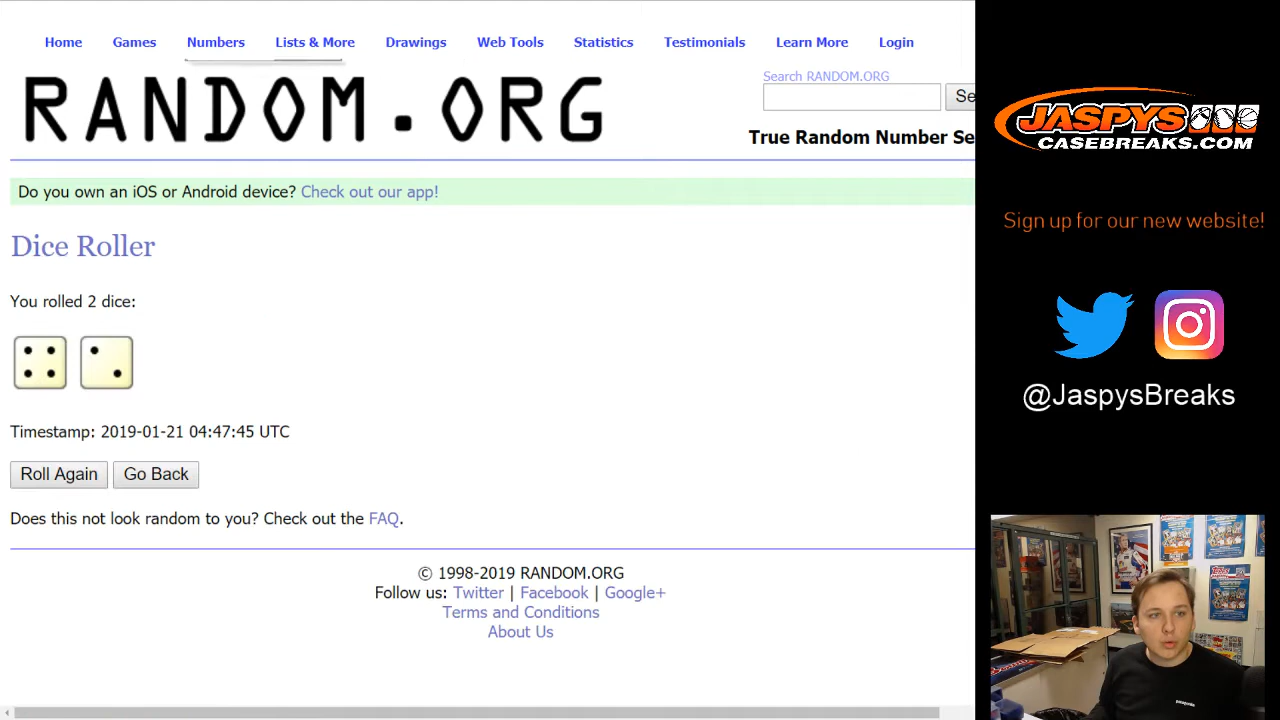 Home Games Numbers Lists & More Drawings Web Tools Statistics Testimonials Learn More Login
RANDOM.ORG
Search RANDOM.ORG
Se
True Random Number Se
Do you own an iOS or Android device? Check out our app!
Dice Roller
You rolled 2 dice:
Timestamp: 2019-01-21 04:47:45 UTC
Roll Again Go Back
Does this not look random to you? Check out the FAQ.
© 1998-2019 RANDOM.ORG
Follow us: Twitter | Facebook | Google+
Terms and Conditions
About Us
JASPYS
CASEBREAKS.COM
Sign up for our new website!
@JaspysBreaks